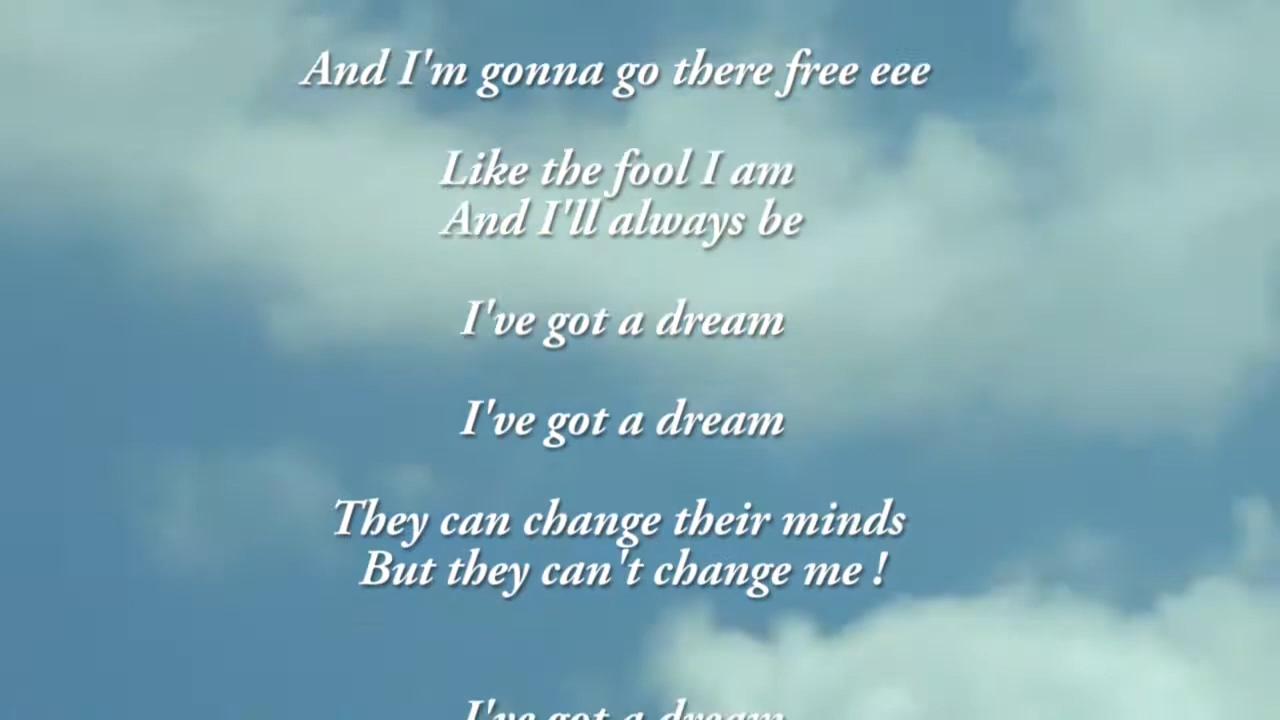 And I'm gonna go there free eee
Like the fool I am
And I'll always be
I've got a dream
I've got a dream
They can change their minds
But they can't change me !
I've got a dream